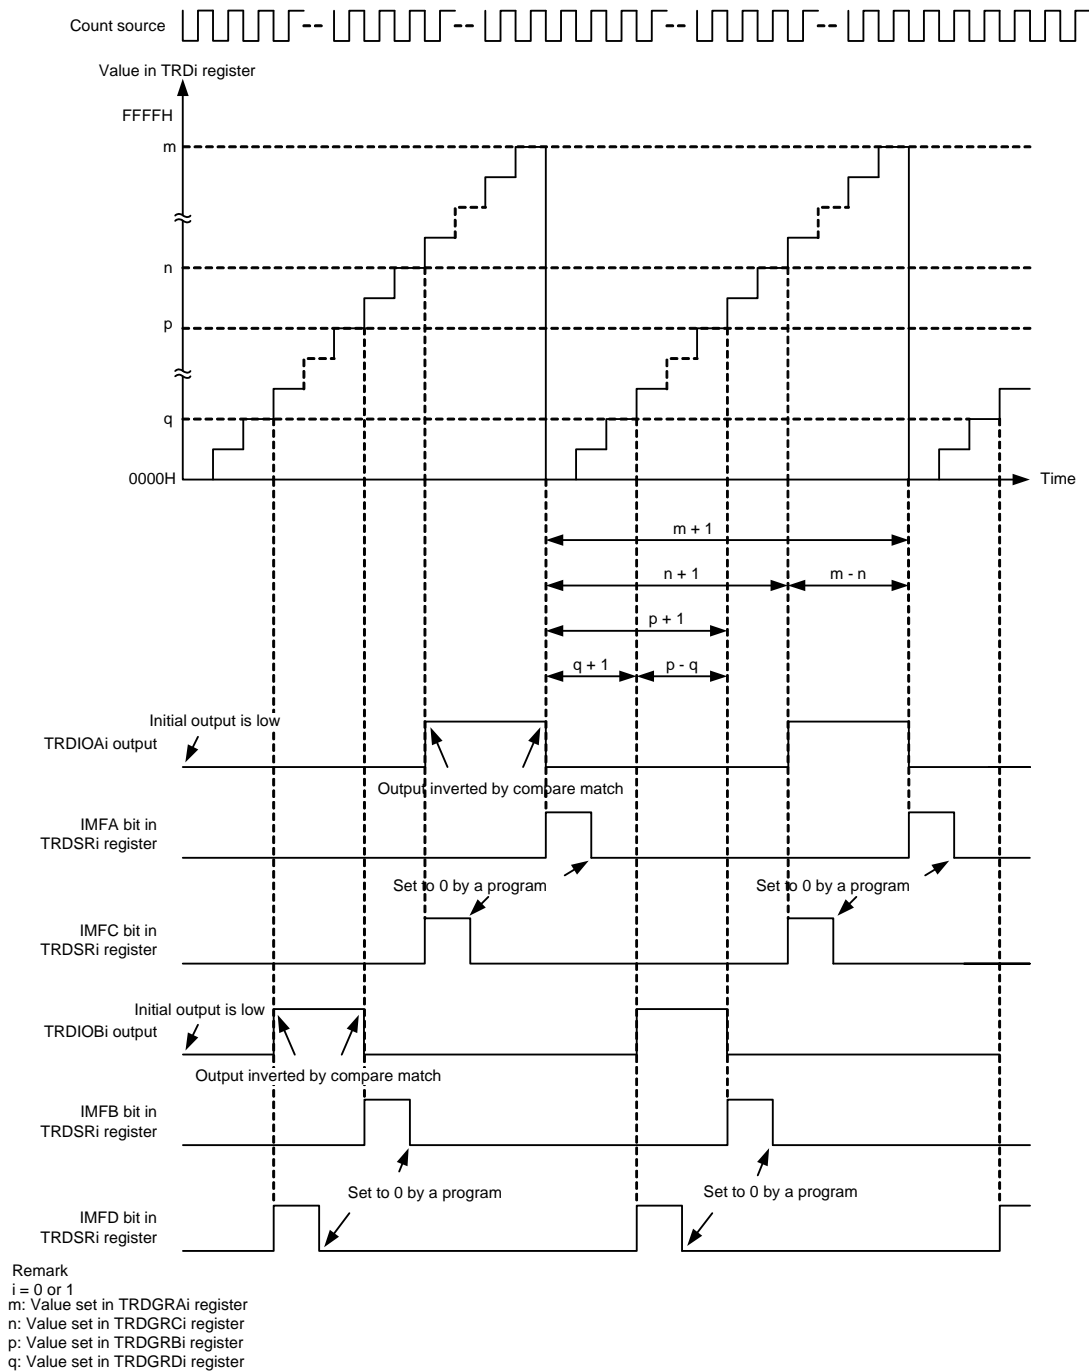 Count source
Value in TRDi register
FFFFH
m
n
p
q
0000H
Time
m + 1
n + 1
m - n
p + 1
q + 1
p - q
Initial output is low
TRDIOAi output
Output inverted by compare match
IMFA bit in
TRDSRi register
Set to 0 by a program
Set to 0 by a program
IMFC bit in
TRDSRi register
Initial output is low
TRDIOBi output
Output inverted by compare match
IMFB bit in
TRDSRi register
Set to 0 by a program
Set to 0 by a program
IMFD bit in
TRDSRi register
Remark
i = 0 or 1
m: Value set in TRDGRAi register
n: Value set in TRDGRCi register
p: Value set in TRDGRBi register
q: Value set in TRDGRDi register